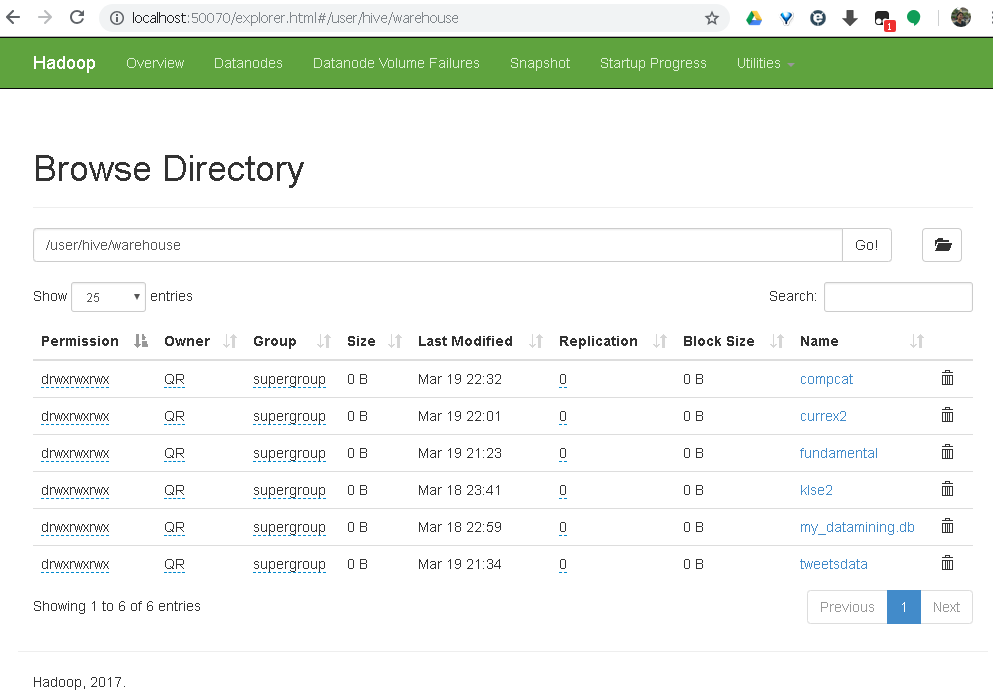 localhost:50070/explorer.html#/user/hive/warehouse
1
Hadoop Overview Datanodes Datanode Volume Failures Snapshot Startup Progress Utilities
Browse Directory
/user/hive/warehouse Go!
Show 25 entries Search:
Permission Owner Group Size Last Modified Replication Block Size Name
drwxrwxrwx QR supergroup 0 B Mar 19 22:32 0 0 B compcat
drwxrwxrwx QR supergroup 0 B Mar 19 22:01 0 0 B currex2
drwxrwxrwx QR supergroup 0 B Mar 19 21:23 0 0 B fundamental
drwxrwxrwx QR supergroup 0 B Mar 18 23:41 0 0 B klse2
drwxrwxrwx QR supergroup 0 B Mar 18 22:59 0 0 B my_datamining.db
drwxrwxrwx QR supergroup 0 B Mar 19 21:34 0 0 B tweetsdata
Showing 1 to 6 of 6 entries Previous 1 Next
Hadoop, 2017.